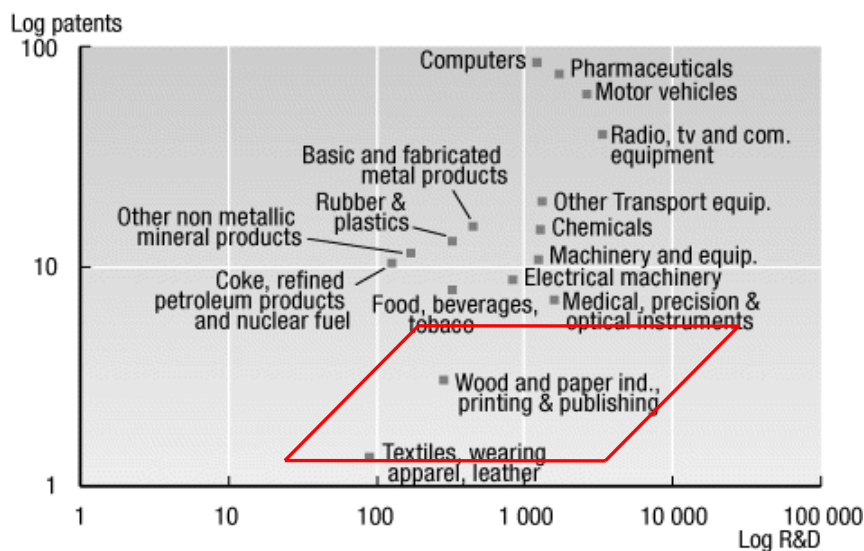 Log patents
100
Computers
Pharmaceuticals
Motor vehicles
Radio, tv and com.
equipment
Basic and fabricated
metal products
Rubber &
plastics
Other Transport equip.
Other non metallic
mineral products
Chemicals
Machinery and equip.
10
Coke, refined
petroleum products
and nuclear fuel
Electrical machinery
Food, beverages,
tobaco
Medical, precision &
optical instruments
Wood and paper ind.,
printing & publishing
Textiles, wearing
apparel, leather
1
1 10 100 1 000 10 000 100 000
Log R&D